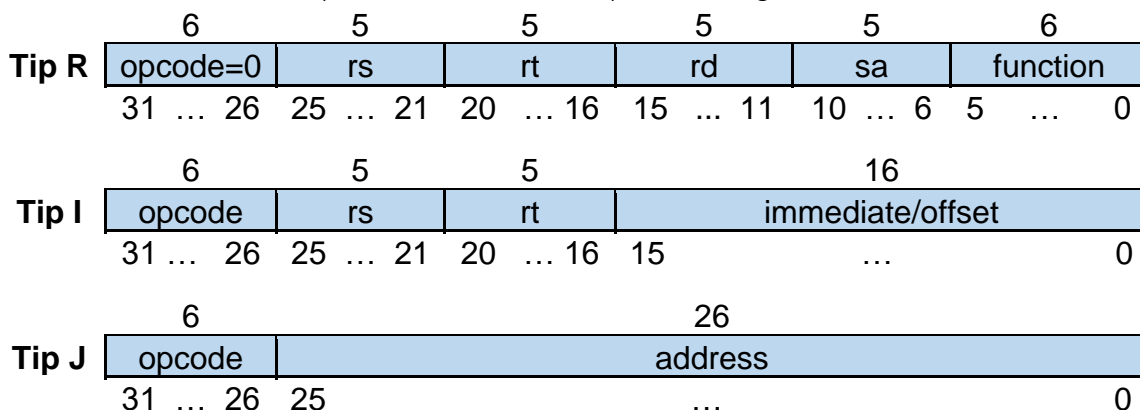 6 5 5 5 5 6
Tip R opcode=0 rs rt rd sa function
31 … 26 25 … 21 20 … 16 15 ... 11 10 … 6 5 … 0
6 5 5 16
Tip I opcode rs rt immediate/offset
31 … 26 25 … 21 20 … 16 15 … 0
6 26
Tip J opcode address
31 … 26 25 … 0